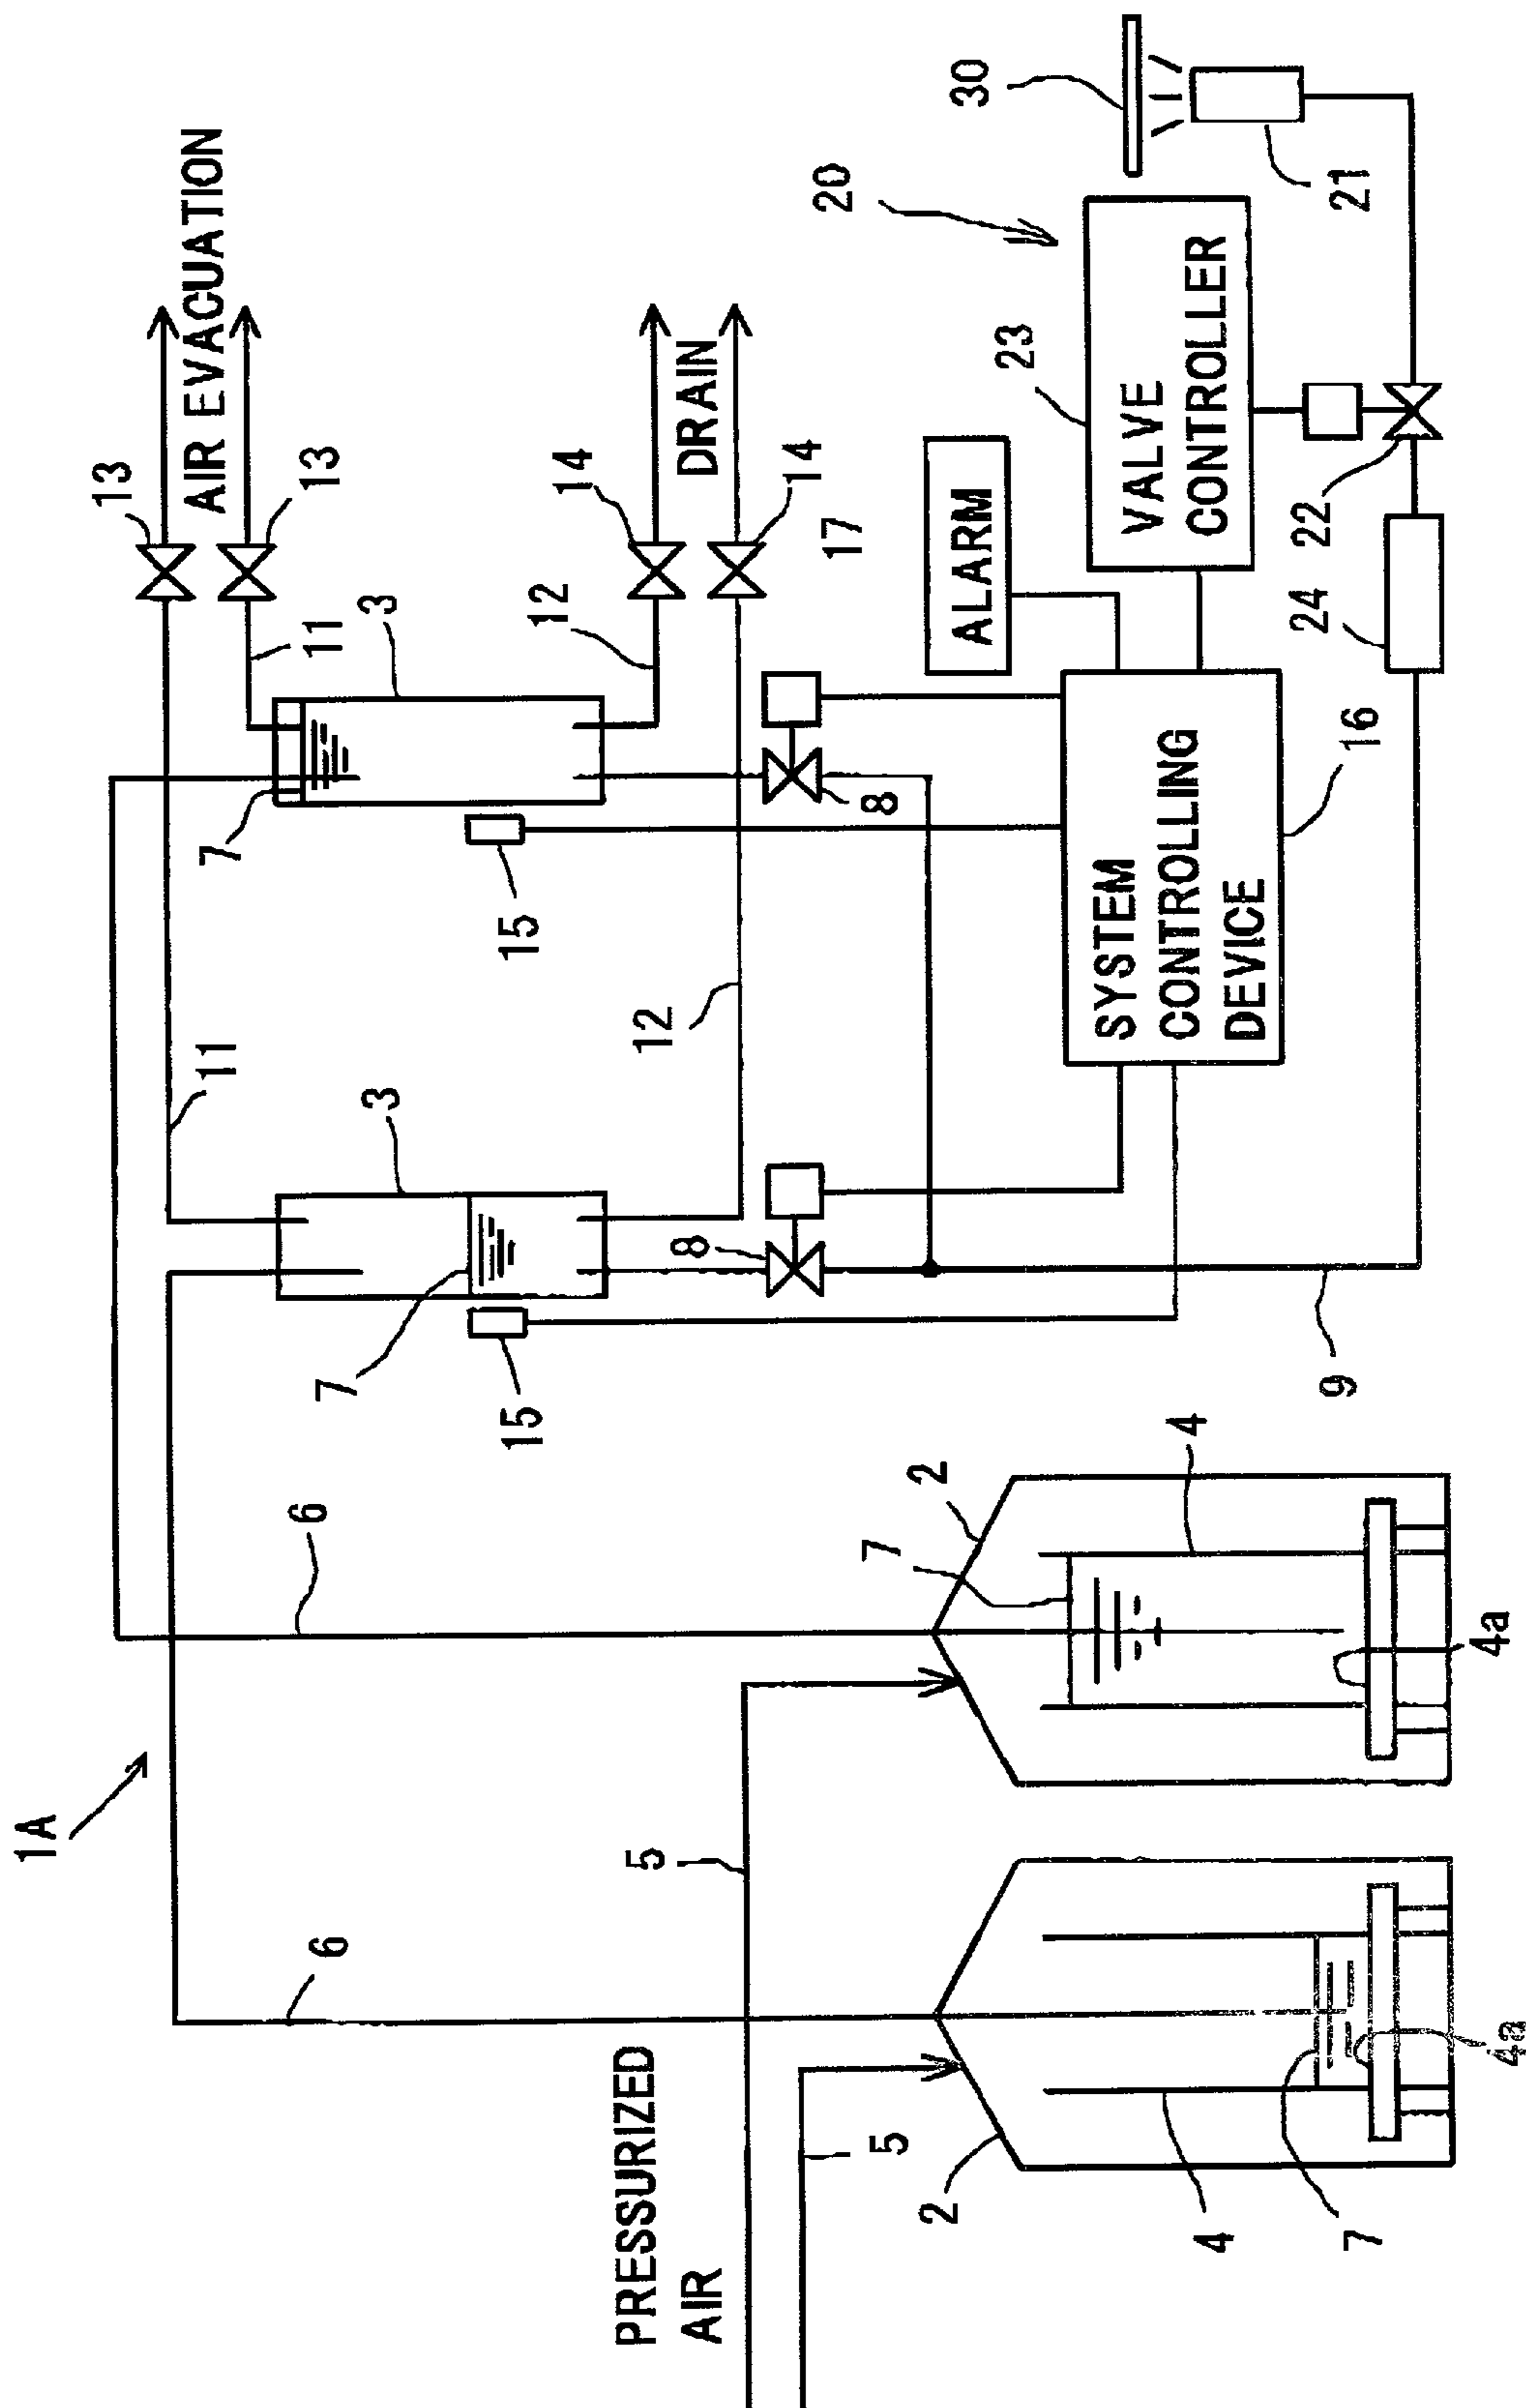 1A
13
AIR EVACUATION
13
11
11
7
6
6
7
3
3
15
15
12
14
PRESSURIZED
AIR
5
12
8
DRAIN
14
17
20
8
7
5
2
2
30
ALARM
23
SYSTEM
CONTROLLING
DEVICE
VALVE
CONTROLLER
4
4
24
22
9
21
16
7
4a
4a